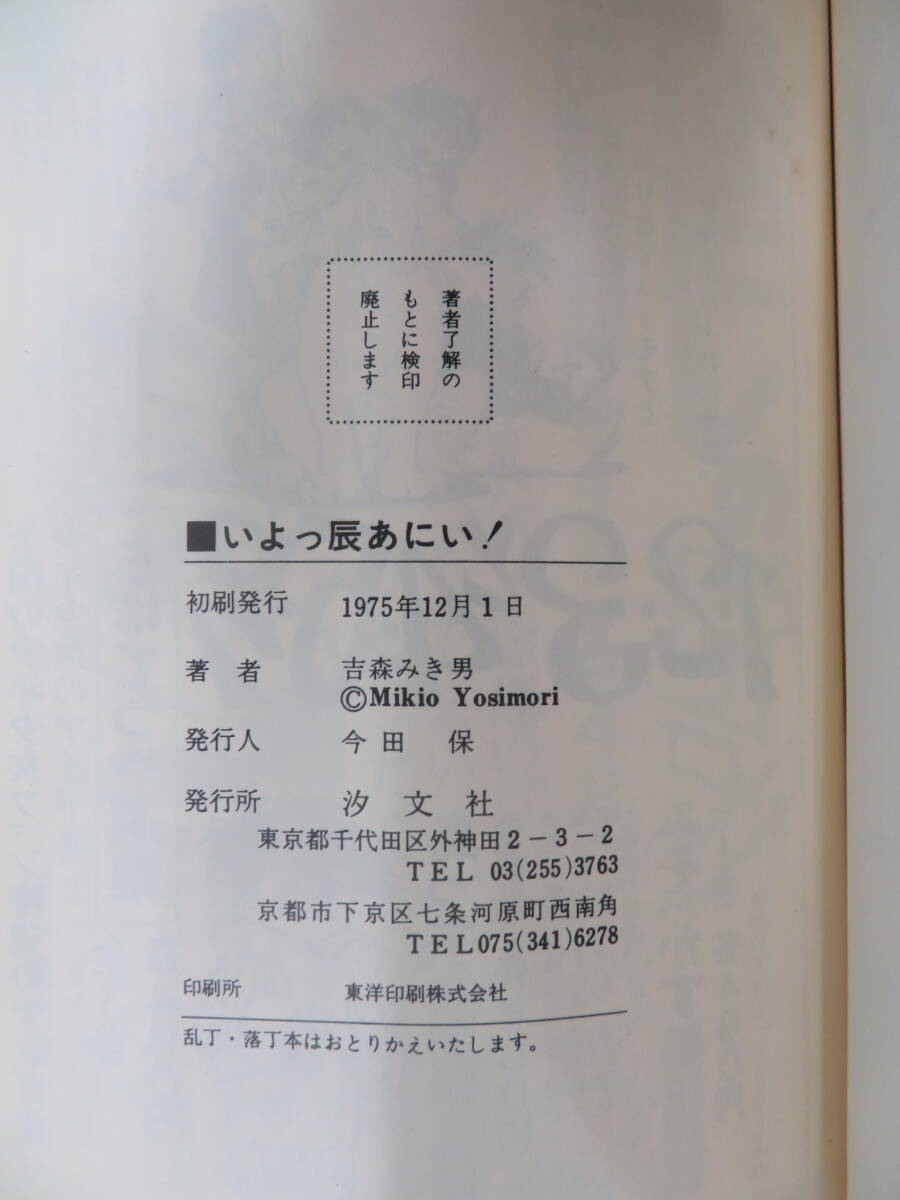 著者了解の
もとに検印
廃止します
■いよっ辰あにい!
初刷発行 1975年12月1日
著者 吉森みき男
©Mikio Yosimori
発行人 今田 保
発行所 汐文社
東京都千代田区外神田2-3-2
TEL 03(255)3763
京都市下京区七条河原町西南角
TEL075(341)6278
印刷所 東洋印刷株式会社
乱丁・落丁本はおとりかえいたします。